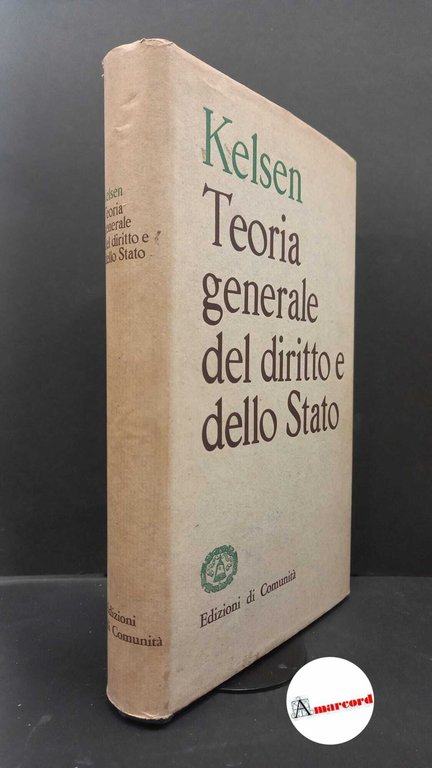 Kelsen
Teoria
generale
del diritto e
dello Stato
Edizioni di Comunità
Kelsen
Teoria
generale
del diritto e
dello Stato
Edizioni
di Comunità
Amarcord